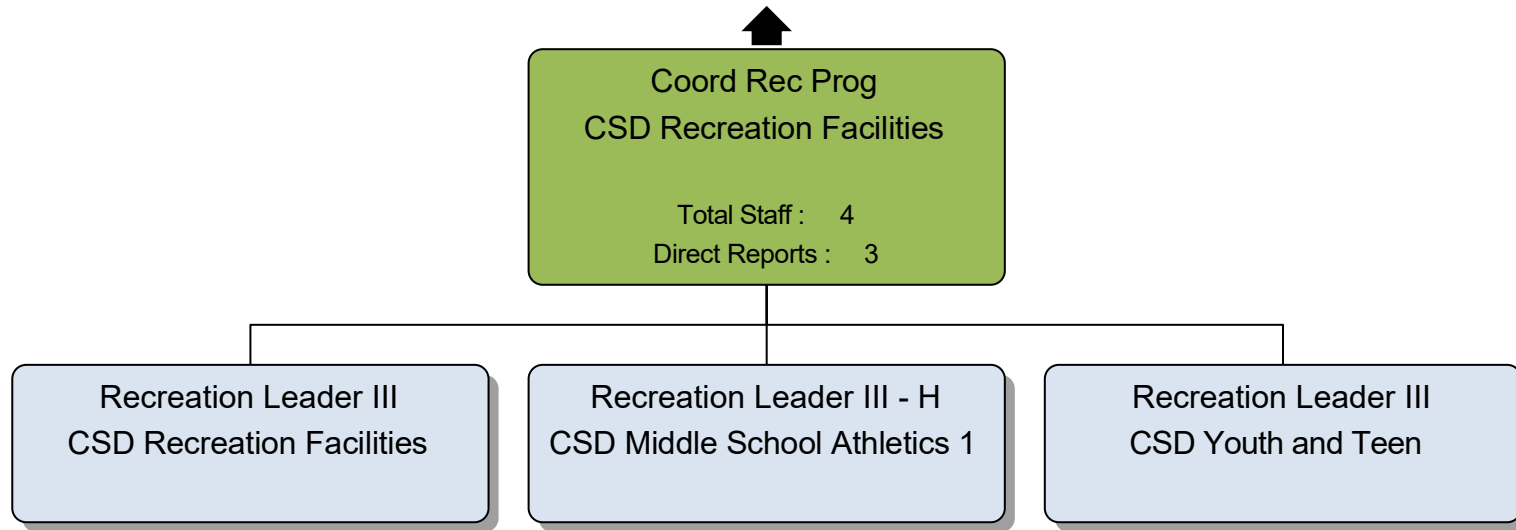 Coord Rec Prog
CSD Recreation Facilities
Total Staff : 4
Direct Reports : 3
Recreation Leader III
CSD Recreation Facilities
Recreation Leader III - H
CSD Middle School Athletics 1
Recreation Leader III
CSD Youth and Teen